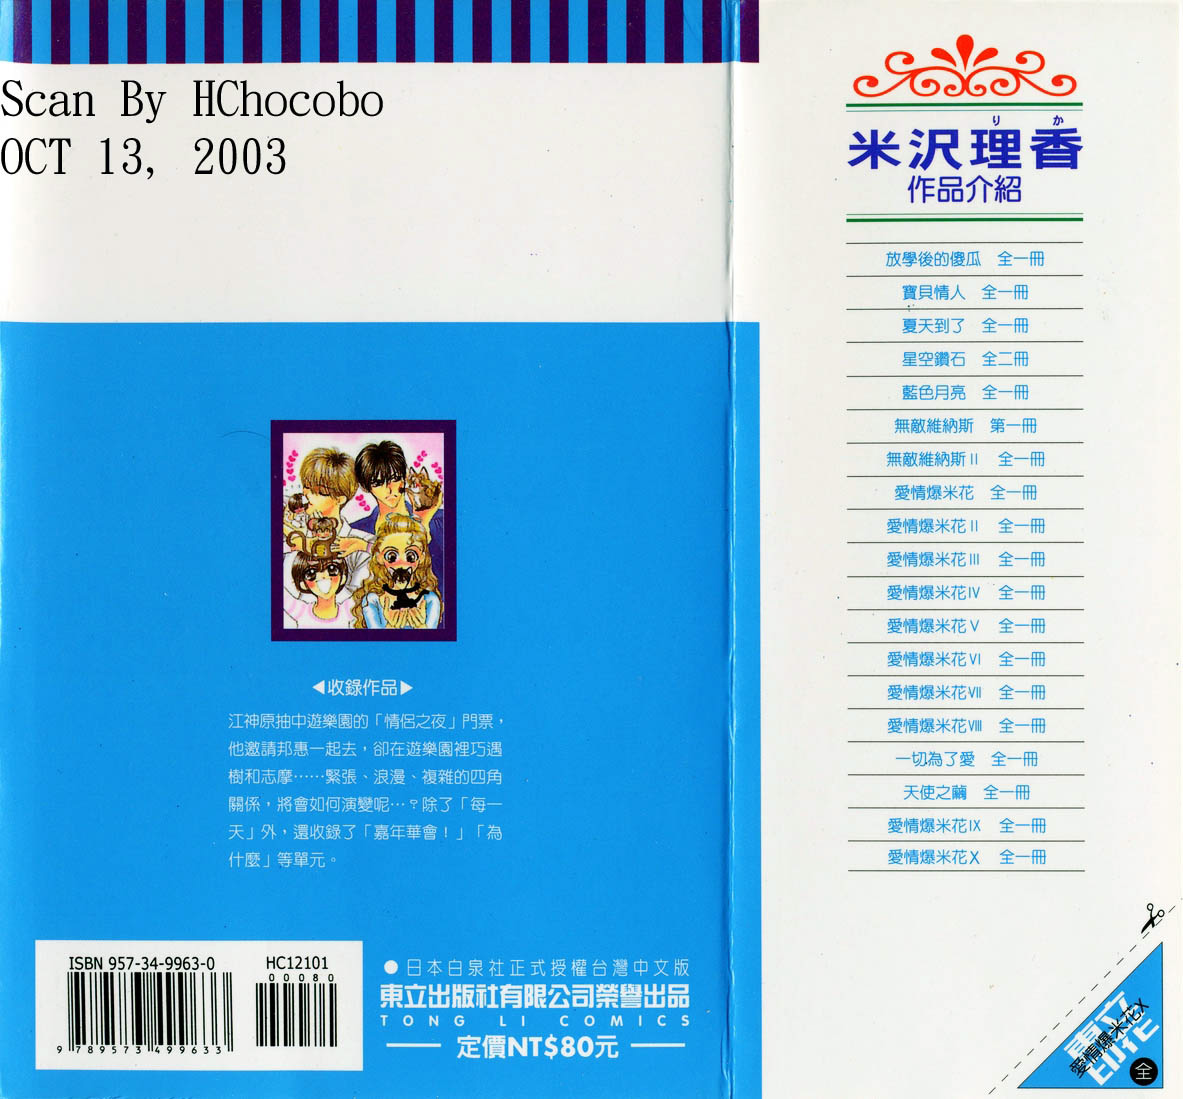 Scan By HChocobo
OCT 13, 2003
◀收錄作品▶
江神原抽中遊樂園的「情侶之夜」門票，
他邀請邦惠一起去，卻在遊樂園裡巧遇
樹和志摩……緊張、浪漫、複雜的四角
關係，將會如何演變呢…？除了「每一
天」外，還收錄了「嘉年華會！」「為
什麼」等單元。
ISBN 957-34-9963-0
9 789573 499633
HC12101
00080
●日本白泉社正式授權台灣中文版
東立出版社有限公司榮譽出品
TONG LI COMICS
定價NT$80元
りか
米沢理香
作品介紹
放學後的傻瓜 全一冊
寶貝情人 全一冊
夏天到了 全一冊
星空鑽石 全二冊
藍色月亮 全一冊
無敵維納斯 第一冊
無敵維納斯II 全一冊
愛情爆米花 全一冊
愛情爆米花II 全一冊
愛情爆米花III 全一冊
愛情爆米花IV 全一冊
愛情爆米花V 全一冊
愛情爆米花VI 全一冊
愛情爆米花VII 全一冊
愛情爆米花VIII 全一冊
一切為了愛 全一冊
天使之繭 全一冊
愛情爆米花IX 全一冊
愛情爆米花X 全一冊
東立
印花
愛情爆米花X
全